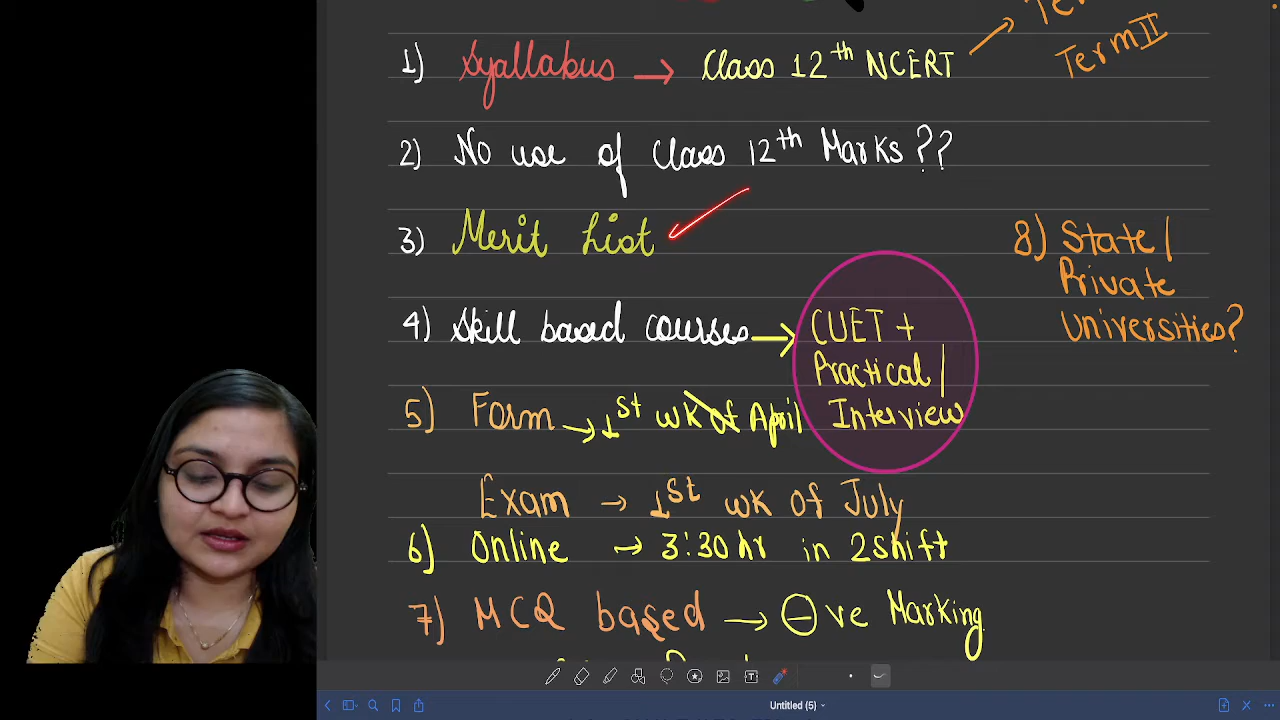 1) Syallabus → Class 12th NCERT →
Term II
2) No use of Class 12th Marks??
3) Merit List
4) Skill based courses → CUET +
Practical/
Interview
5) Form → 1st wk of April
Exam → 1st wk of July
6) Online → 3:30 hr in 2 shift
7) MCQ based → ⊖ve Marking
8) State/
Private
Universities?
Untitled (5)